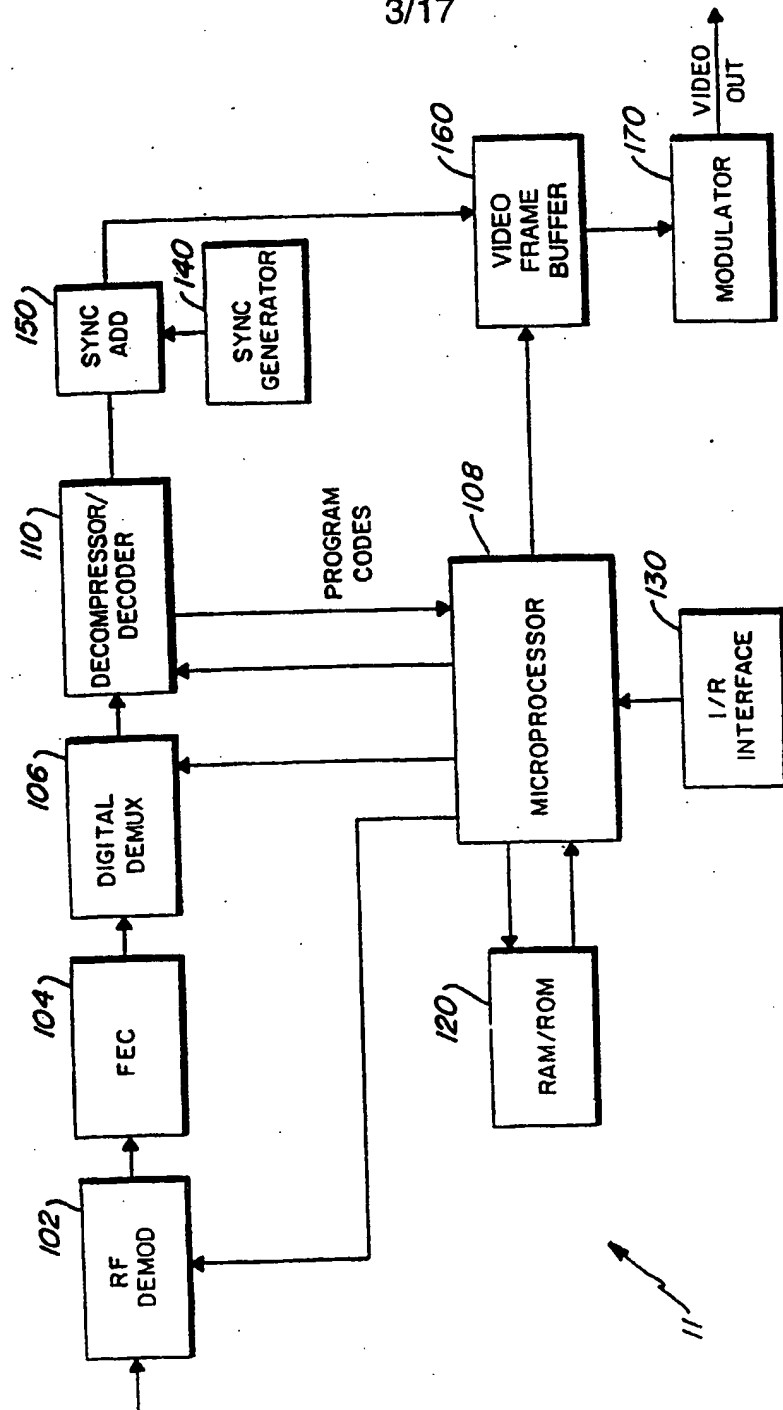 3/17
102
RF
DEMOD
104
FEC
106
DIGITAL
DEMUX
110
DECOMPRESSOR/
DECODER
150
SYNC
ADD
140
SYNC
GENERATOR
PROGRAM
CODES
160
VIDEO
FRAME
BUFFER
170
MODULATOR
VIDEO
OUT
108
MICROPROCESSOR
120
RAM/ROM
130
I/R
INTERFACE
11